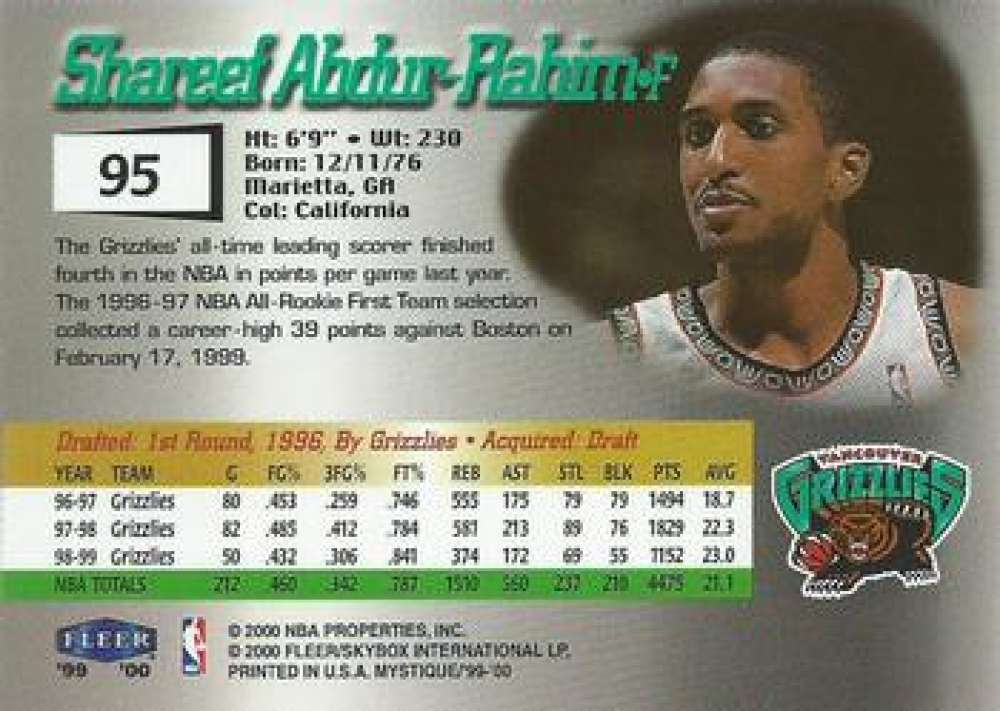 Shareef Abdur-Rahim • F
95
Ht: 6'9" • Wt: 230
Born: 12/11/76
Marietta, GA
Col: California
The Grizzlies' all-time leading scorer finished
fourth in the NBA in points per game last year.
The 1996-97 NBA All-Rookie First Team selection
collected a career-high 39 points against Boston on
February 17, 1999.
Drafted: 1st Round, 1996, By Grizzlies • Acquired: Draft
YEAR TEAM G FG% 3FG% FT% REB AST STL BLK PTS AVG
96-97 Grizzlies 80 .453 .259 .746 555 175 79 79 1494 18.7
97-98 Grizzlies 82 .485 .412 .784 581 213 89 76 1829 22.3
98-99 Grizzlies 50 .432 .306 .841 374 172 69 55 1152 23.0
NBA TOTALS 212 .460 .342 .787 1510 560 237 210 4475 21.1
VANCOUVER
GRIZZLIES
FLEER
'99 '00
© 2000 NBA PROPERTIES, INC.
© 2000 FLEER/SKYBOX INTERNATIONAL LP.
PRINTED IN U.S.A. MYSTIQUE/'99-'00